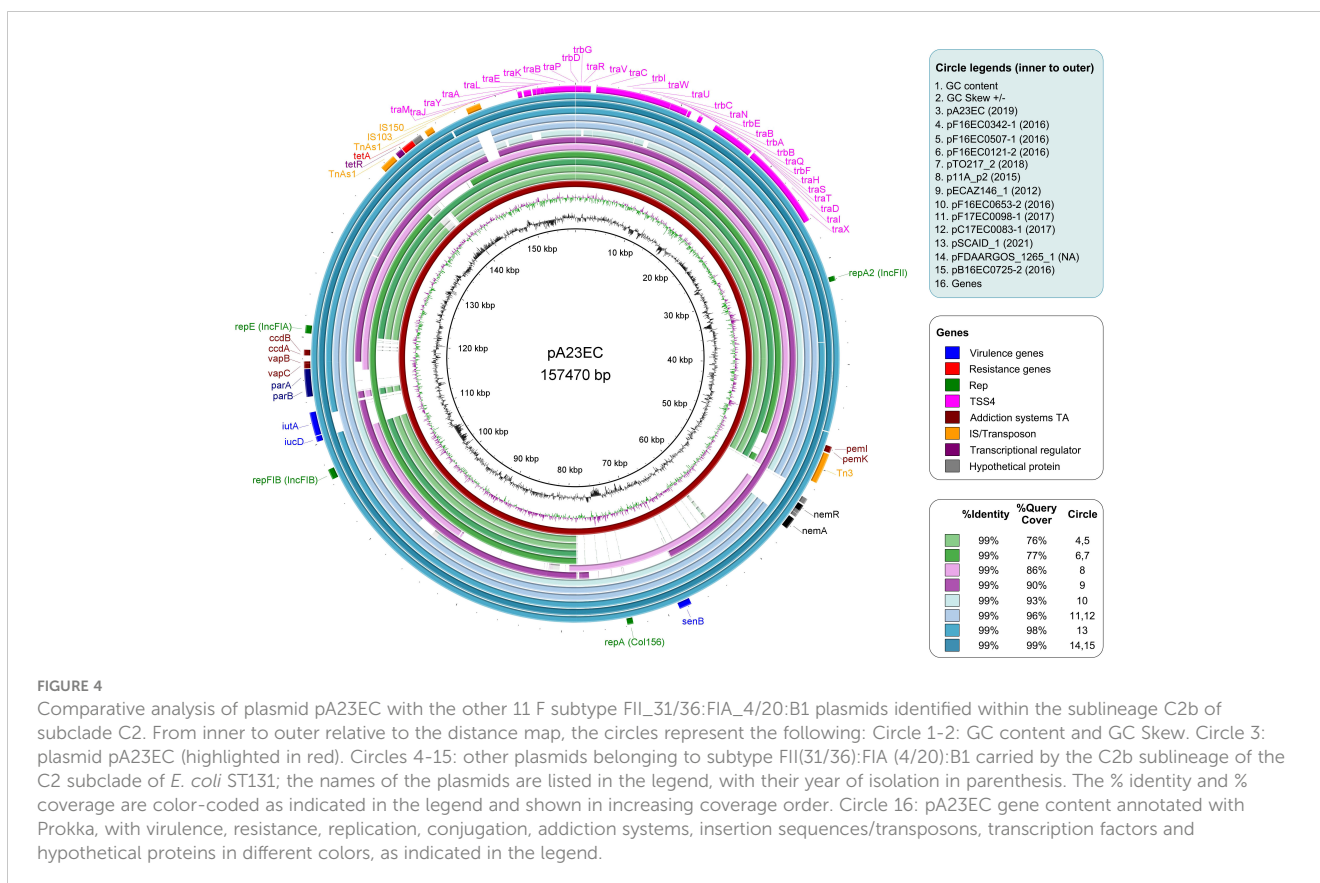 trbG
trbD
traP
traB
traK
traE
traL
traA
traY
traJ
traM
traR
traV
traC
trbI
traW
traU
trbC
traN
trbE
traB
trbA
trbB
traQ
trbF
traH
traS
traT
traD
traI
traX
IS150
IS103
TnAs1
tetA
tetR
TnAs1
repA2 (IncFII)
repE (IncFIA)
ccdB
ccdA
vapB
vapC
parA
parB
iutA
iucD
repFIB (IncFIB)
pemI
pemK
Tn3
nemR
nemA
senB
repA (Col156)
10 kbp
20 kbp
30 kbp
40 kbp
50 kbp
60 kbp
70 kbp
80 kbp
90 kbp
100 kbp
110 kbp
120 kbp
130 kbp
140 kbp
150 kbp
pA23EC
157470 bp
Circle legends (inner to outer)
1. GC content
2. GC Skew +/-
3. pA23EC (2019)
4. pF16EC0342-1 (2016)
5. pF16EC0507-1 (2016)
6. pF16EC0121-2 (2016)
7. pTO217_2 (2018)
8. p11A_p2 (2015)
9. pECAZ146_1 (2012)
10. pF16EC0653-2 (2016)
11. pF17EC0098-1 (2017)
12. pC17EC0083-1 (2017)
13. pSCAID_1 (2021)
14. pFDAARGOS_1265_1 (NA)
15. pB16EC0725-2 (2016)
16. Genes
Genes
Virulence genes
Resistance genes
Rep
TSS4
Addiction systems TA
IS/Transposon
Transcriptional regulator
Hypothetical protein
%Identity %Query Cover Circle
99% 76% 4,5
99% 77% 6,7
99% 86% 8
99% 90% 9
99% 93% 10
99% 96% 11,12
99% 98% 13
99% 99% 14,15
FIGURE 4
Comparative analysis of plasmid pA23EC with the other 11 F subtype FII_31/36:FIA_4/20:B1 plasmids identified within the sublineage C2b of
subclade C2. From inner to outer relative to the distance map, the circles represent the following: Circle 1-2: GC content and GC Skew. Circle 3:
plasmid pA23EC (highlighted in red). Circles 4-15: other plasmids belonging to subtype FII(31/36):FIA (4/20):B1 carried by the C2b sublineage of the
C2 subclade of E. coli ST131; the names of the plasmids are listed in the legend, with their year of isolation in parenthesis. The % identity and %
coverage are color-coded as indicated in the legend and shown in increasing coverage order. Circle 16: pA23EC gene content annotated with
Prokka, with virulence, resistance, replication, conjugation, addiction systems, insertion sequences/transposons, transcription factors and
hypothetical proteins in different colors, as indicated in the legend.